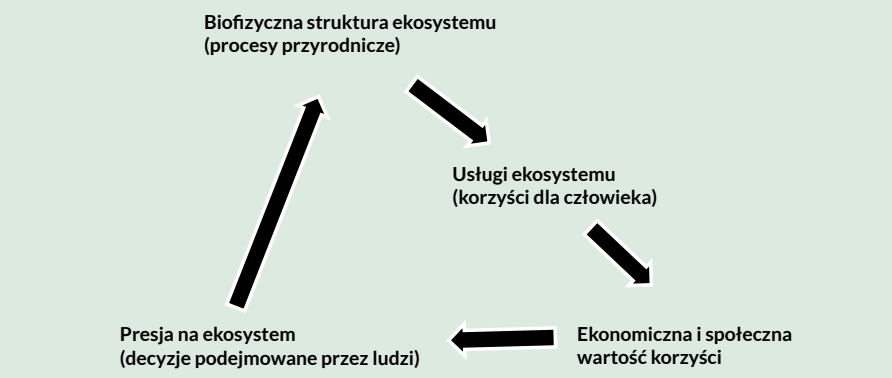 Biofizyczna struktura ekosystemu
(procesy przyrodnicze)
Usługi ekosystemu
(korzyści dla człowieka)
Ekonomiczna i społeczna
wartość korzyści
Presja na ekosystem
(decyzje podejmowane przez ludzi)